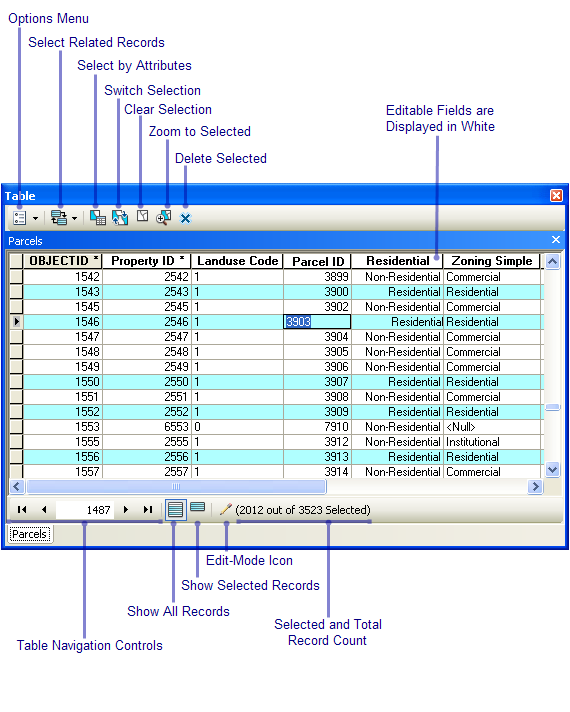 Options Menu
Select Related Records
Select by Attributes
Switch Selection
Clear Selection
Zoom to Selected
Delete Selected
Editable Fields are
Displayed in White
Table
Parcels
OBJECTID * Property ID * Landuse Code Parcel ID Residential Zoning Simple
1542 2542 1 3899 Non-Residential Commercial
1543 2543 1 3900 Residential Residential
1545 2545 1 3902 Non-Residential Commercial
1546 2546 1 3903 Residential Residential
1547 2547 1 3904 Non-Residential Commercial
1548 2548 1 3905 Non-Residential Commercial
1549 2549 1 3906 Non-Residential Commercial
1550 2550 1 3907 Residential Residential
1551 2551 1 3908 Non-Residential Commercial
1552 2552 1 3909 Residential Residential
1553 6553 0 7910 Non-Residential <Null>
1555 2555 1 3912 Non-Residential Institutional
1556 2556 1 3913 Residential Residential
1557 2557 1 3914 Non-Residential Commercial
1487 (2012 out of 3523 Selected)
Parcels
Edit-Mode Icon
Show Selected Records
Show All Records
Selected and Total
Record Count
Table Navigation Controls